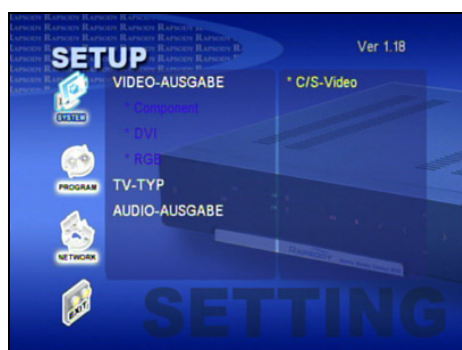 SETUP
Ver 1.18
VIDEO-AUSGABE
* C/S-Video
* Component
* DVI
* RGB
TV-TYP
AUDIO-AUSGABE
SYSTEM
PROGRAM
NETWORK
EXIT
RAPSODY
SETTING